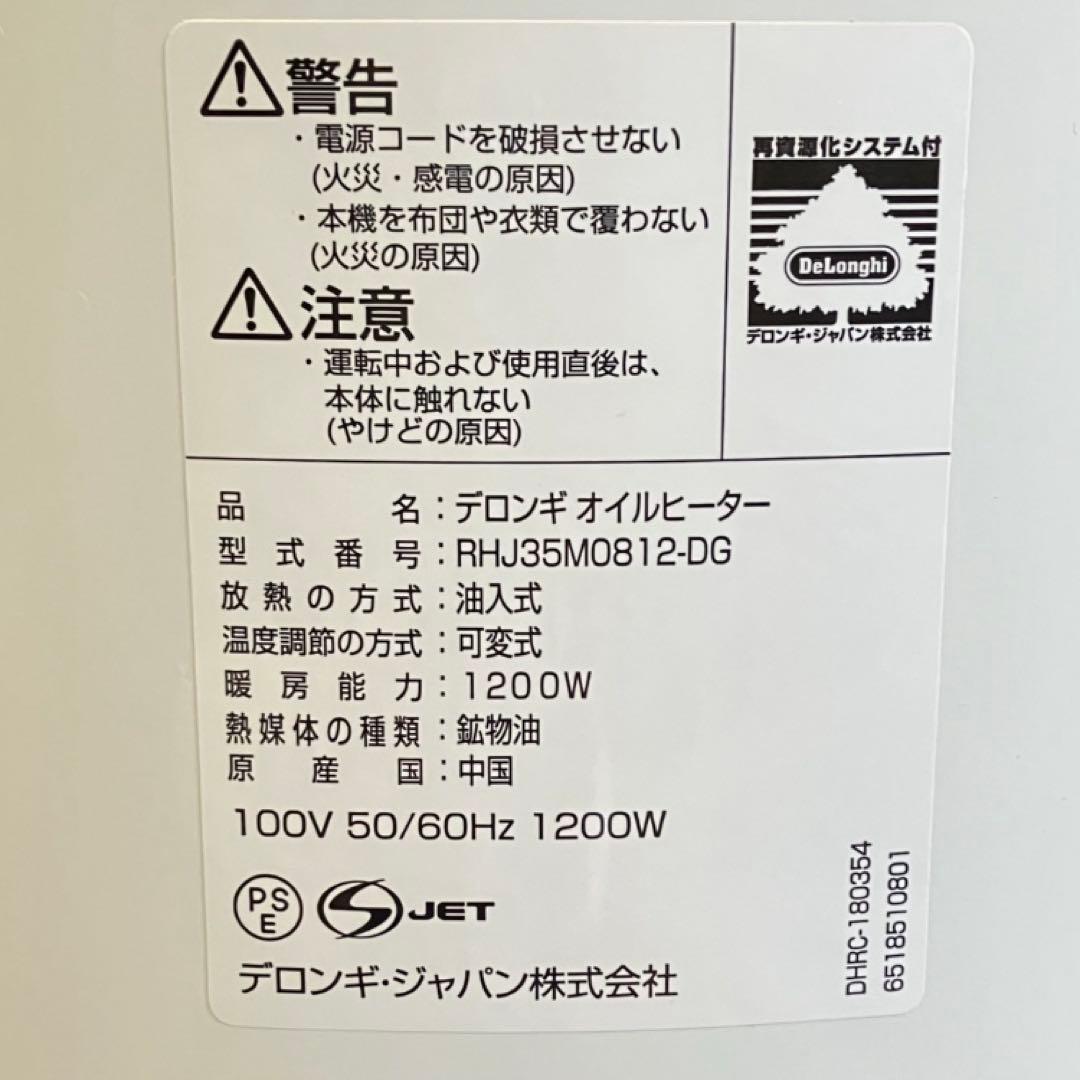 警告
・電源コードを破損させない
(火災・感電の原因)
・本機を布団や衣類で覆わない
(火災の原因)
注意
・運転中および使用直後は、
本体に触れない
(やけどの原因)
再資源化システム付
DeLonghi
デロンギ・ジャパン株式会社
品名：デロンギ オイルヒーター
型式番号：RHJ35M0812-DG
放熱の方式：油入式
温度調節の方式：可変式
暖房能力：1200W
熱媒体の種類：鉱物油
原産国：中国
100V 50/60Hz 1200W
PS
E
S JET
デロンギ・ジャパン株式会社
DHRC-180354
6518510801